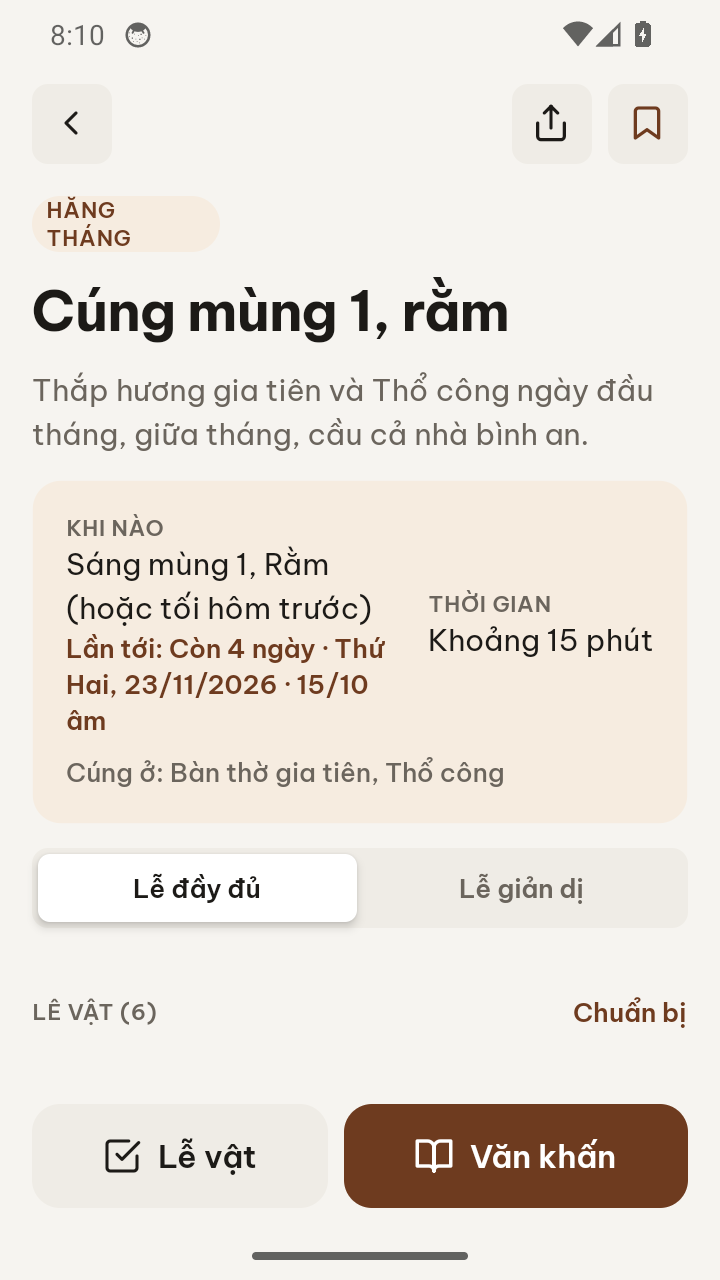 8:10
HĂNG
THÁNG
Cúng mùng 1, rằm
Thắp hương gia tiên và Thổ công ngày đầu
tháng, giữa tháng, cầu cả nhà bình an.
KHI NÀO
Sáng mùng 1, Rằm
(hoặc tối hôm trước)
Lần tới: Còn 4 ngày · Thứ
Hai, 23/11/2026 · 15/10
âm
THỜI GIAN
Khoảng 15 phút
Cúng ở: Bàn thờ gia tiên, Thổ công
Lễ đầy đủ
Lễ giản dị
LÊ VẬT (6)
Chuẩn bị
Lễ vật
Văn khấn